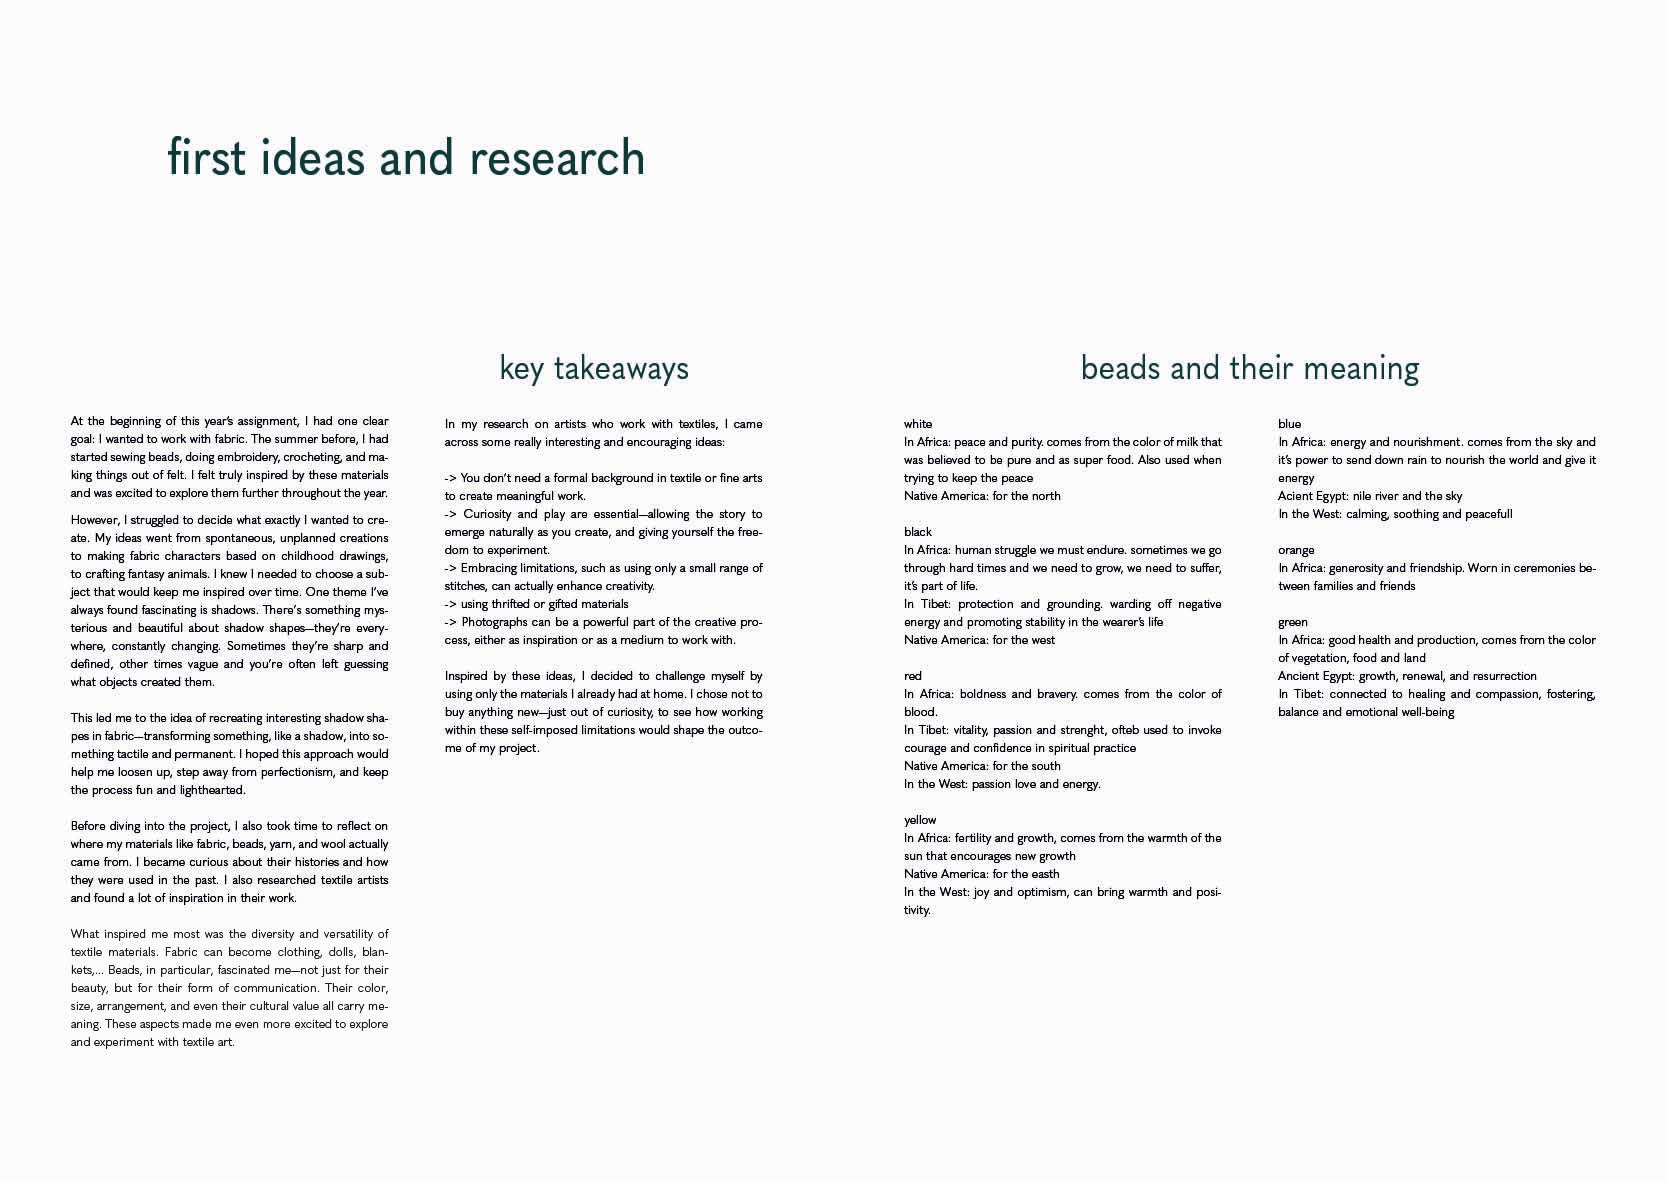 first ideas and research
At the beginning of this year's assignment, I had one clear
goal: I wanted to work with fabric. The summer before, I had
started sewing beads, doing embroidery, crocheting, and ma-
king things out of felt. I felt truly inspired by these materials
and was excited to explore them further throughout the year.
However, I struggled to decide what exactly I wanted to cre-
ate. My ideas went from spontaneous, unplanned creations
to making fabric characters based on childhood drawings,
to crafting fantasy animals. I knew I needed to choose a sub-
ject that would keep me inspired over time. One theme I've
always found fascinating is shadows. There's something mys-
terious and beautiful about shadow shapes—they're every-
where, constantly changing. Sometimes they're sharp and
defined, other times vague and you're often left guessing
what objects created them.
This led me to the idea of recreating interesting shadow sha-
pes in fabric—transforming something, like a shadow, into so-
mething tactile and permanent. I hoped this approach would
help me loosen up, step away from perfectionism, and keep
the process fun and lighthearted.
Before diving into the project, I also took time to reflect on
where my materials like fabric, beads, yarn, and wool actually
came from. I became curious about their histories and how
they were used in the past. I also researched textile artists
and found a lot of inspiration in their work.
What inspired me most was the diversity and versatility of
textile materials. Fabric can become clothing, dolls, blan-
kets,... Beads, in particular, fascinated me—not just for their
beauty, but for their form of communication. Their color,
size, arrangement, and even their cultural value all carry me-
aning. These aspects made me even more excited to explore
and experiment with textile art.
key takeaways
In my research on artists who work with textiles, I came
across some really interesting and encouraging ideas:
-> You don't need a formal background in textile or fine arts
to create meaningful work.
-> Curiosity and play are essential—allowing the story to
emerge naturally as you create, and giving yourself the free-
dom to experiment.
-> Embracing limitations, such as using only a small range of
stitches, can actually enhance creativity.
-> using thrifted or gifted materials
-> Photographs can be a powerful part of the creative pro-
cess, either as inspiration or as a medium to work with.
Inspired by these ideas, I decided to challenge myself by
using only the materials I already had at home. I chose not to
buy anything new—just out of curiosity, to see how working
within these self-imposed limitations would shape the outco-
me of my project.
beads and their meaning
white
In Africa: peace and purity. comes from the color of milk that
was believed to be pure and as super food. Also used when
trying to keep the peace
Native America: for the north
black
In Africa: human struggle we must endure. sometimes we go
through hard times and we need to grow, we need to suffer,
it's part of life.
In Tibet: protection and grounding. warding off negative
energy and promoting stability in the wearer's life
Native America: for the west
red
In Africa: boldness and bravery. comes from the color of
blood.
In Tibet: vitality, passion and strenght, ofteb used to invoke
courage and confidence in spiritual practice
Native America: for the south
In the West: passion love and energy.
yellow
In Africa: fertility and growth, comes from the warmth of the
sun that encourages new growth
Native America: for the easth
In the West: joy and optimism, can bring warmth and posi-
tivity.
blue
In Africa: energy and nourishment. comes from the sky and
it's power to send down rain to nourish the world and give it
energy
Acient Egypt: nile river and the sky
In the West: calming, soothing and peacefull
orange
In Africa: generosity and friendship. Worn in ceremonies be-
tween families and friends
green
In Africa: good health and production, comes from the color
of vegetation, food and land
Ancient Egypt: growth, renewal, and resurrection
In Tibet: connected to healing and compassion, fostering,
balance and emotional well-being